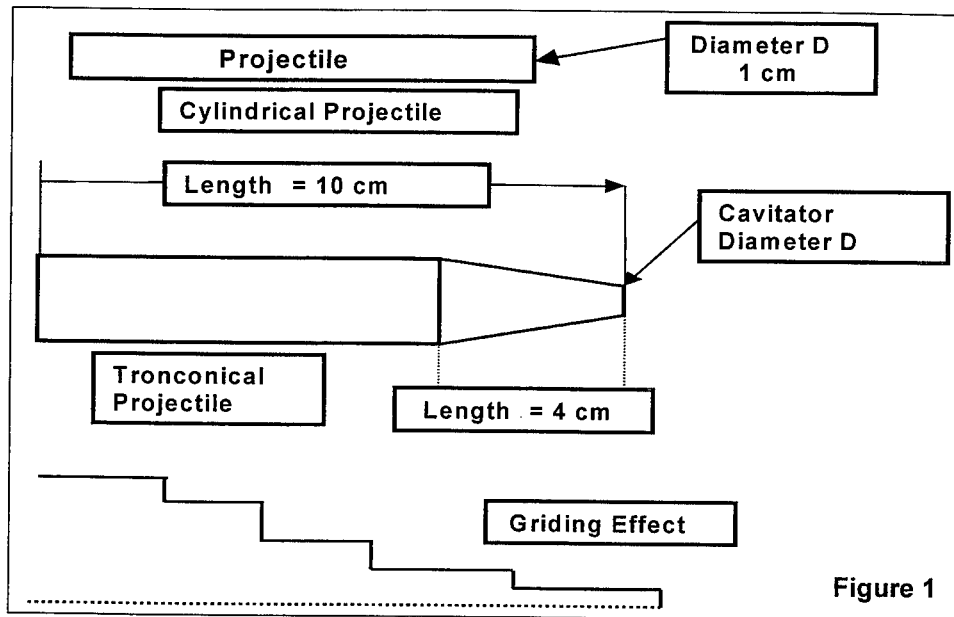 Projectile
Diameter D
1 cm
Cylindrical Projectile
Length = 10 cm
Cavitator
Diameter D
Tronconical
Projectile
Length = 4 cm
Griding Effect
Figure 1